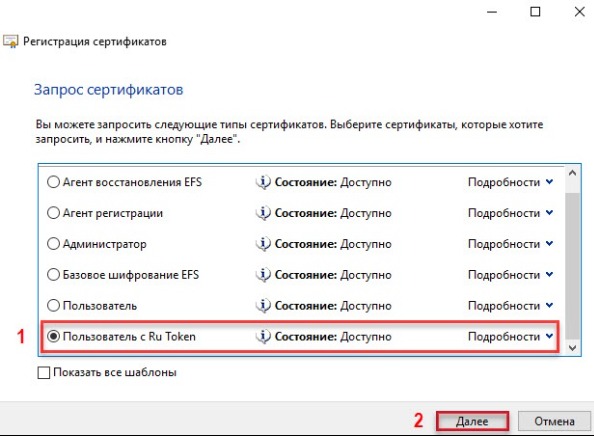 Регистрация сертификатов
Запрос сертификатов
Вы можете запросить следующие типы сертификатов. Выберите сертификаты, которые хотите
запросить, и нажмите кнопку "Далее".
Агент восстановления EFS Состояние: Доступно Подробности
Агент регистрации Состояние: Доступно Подробности
Администратор Состояние: Доступно Подробности
Базовое шифрование EFS Состояние: Доступно Подробности
Пользователь Состояние: Доступно Подробности
1 Пользователь с Ru Token Состояние: Доступно Подробности
Показать все шаблоны
2 Далее Отмена